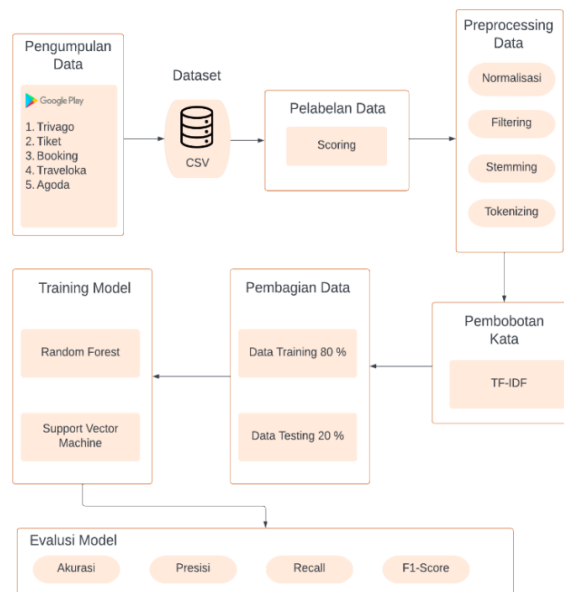 Pengumpulan
Data
Google Play
1. Trivago
2. Tiket
3. Booking
4. Traveloka
5. Agoda
Dataset
CSV
Pelabelan Data
Scoring
Preprocessing
Data
Normalisasi
Filtering
Stemming
Tokenizing
Pembobotan
Kata
TF-IDF
Pembagian Data
Data Training 80 %
Data Testing 20 %
Training Model
Random Forest
Support Vector
Machine
Evalusi Model
Akurasi
Presisi
Recall
F1-Score